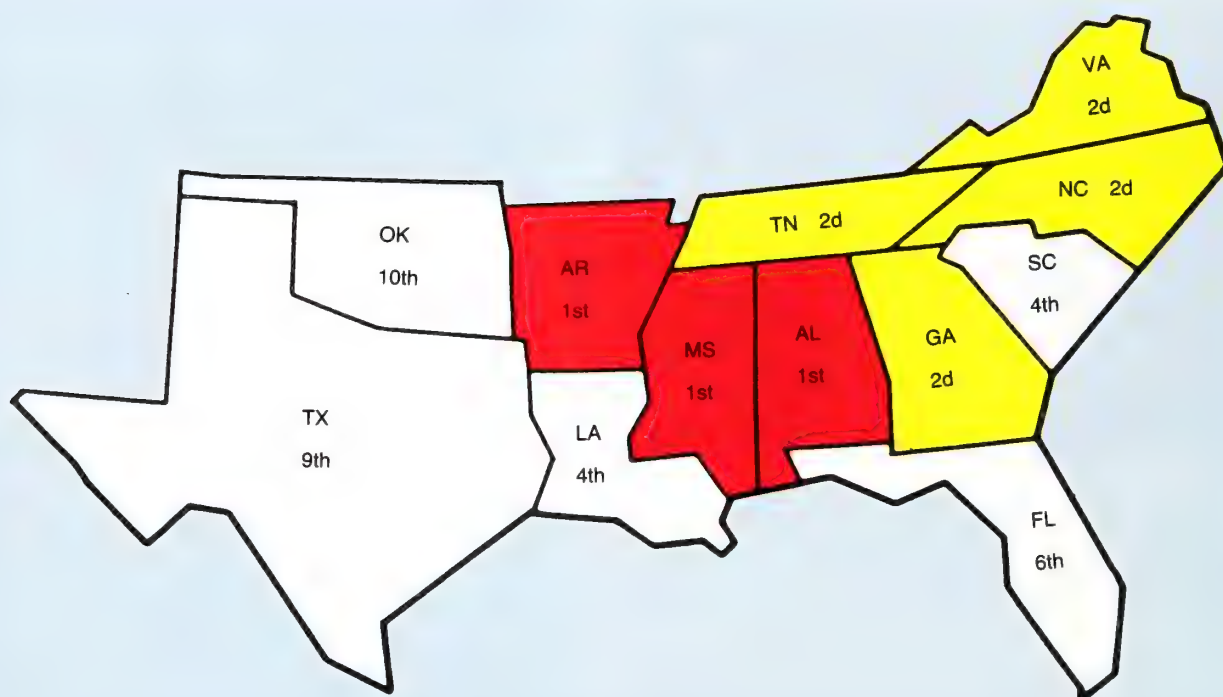 VA
2d
NC 2d
TN 2d
SC
4th
OK
10th
AR
1st
MS
1st
AL
1st
GA
2d
TX
9th
LA
4th
FL
6th